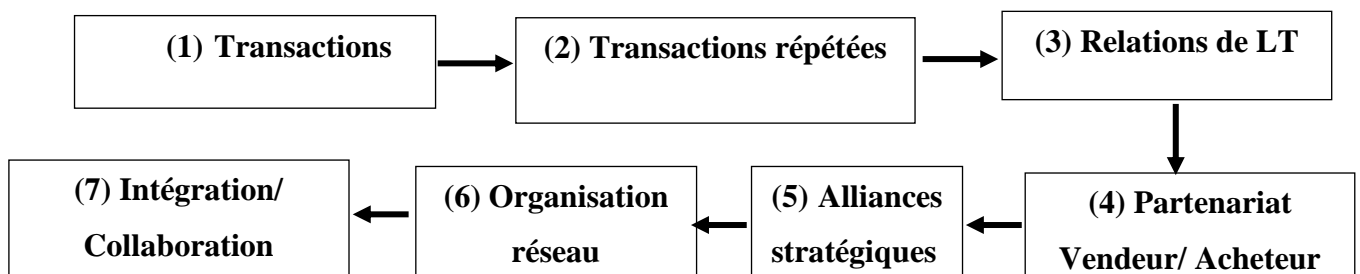 (1) Transactions
(2) Transactions répétées
(3) Relations de LT
(4) Partenariat
Vendeur/ Acheteur
(5) Alliances
stratégiques
(6) Organisation
réseau
(7) Intégration/
Collaboration